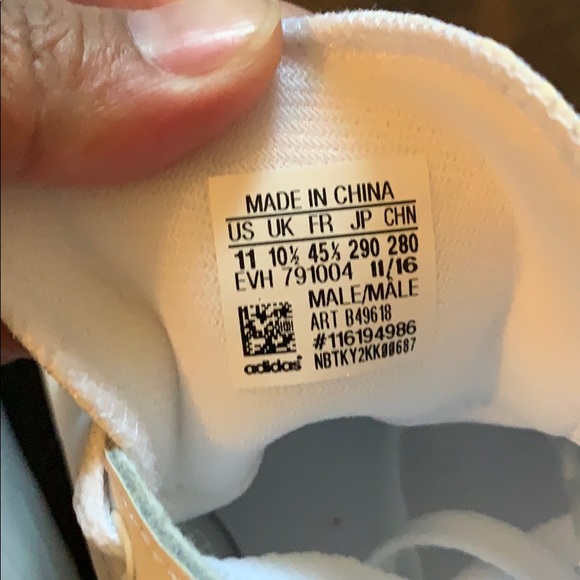 MADE IN CHINA
US UK FR JP CHN
11 10½ 45⅓ 290 280
EVH 791004 11/16
MALE/MÂLE
ART B49618
#116194986
NBTKY2KK00687
adidas